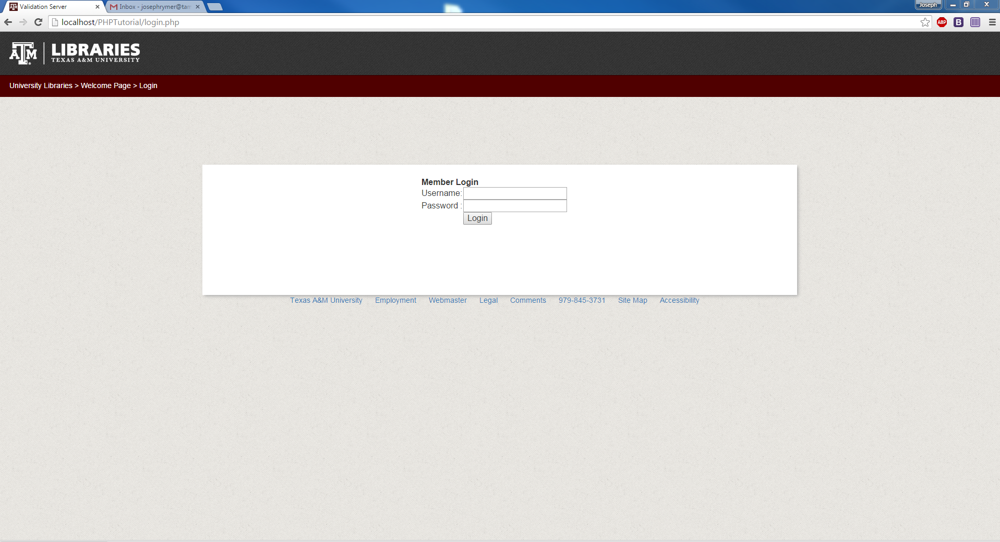 Validation Server
Inbox - josephrymer@tam
Joseph
localhost/PHPTutorial/login.php
ABP
B
ATM
LIBRARIES
TEXAS A&M UNIVERSITY
University Libraries > Welcome Page > Login
Member Login
Username:
Password :
Login
Texas A&M University Employment Webmaster Legal Comments 979-845-3731 Site Map Accessibility